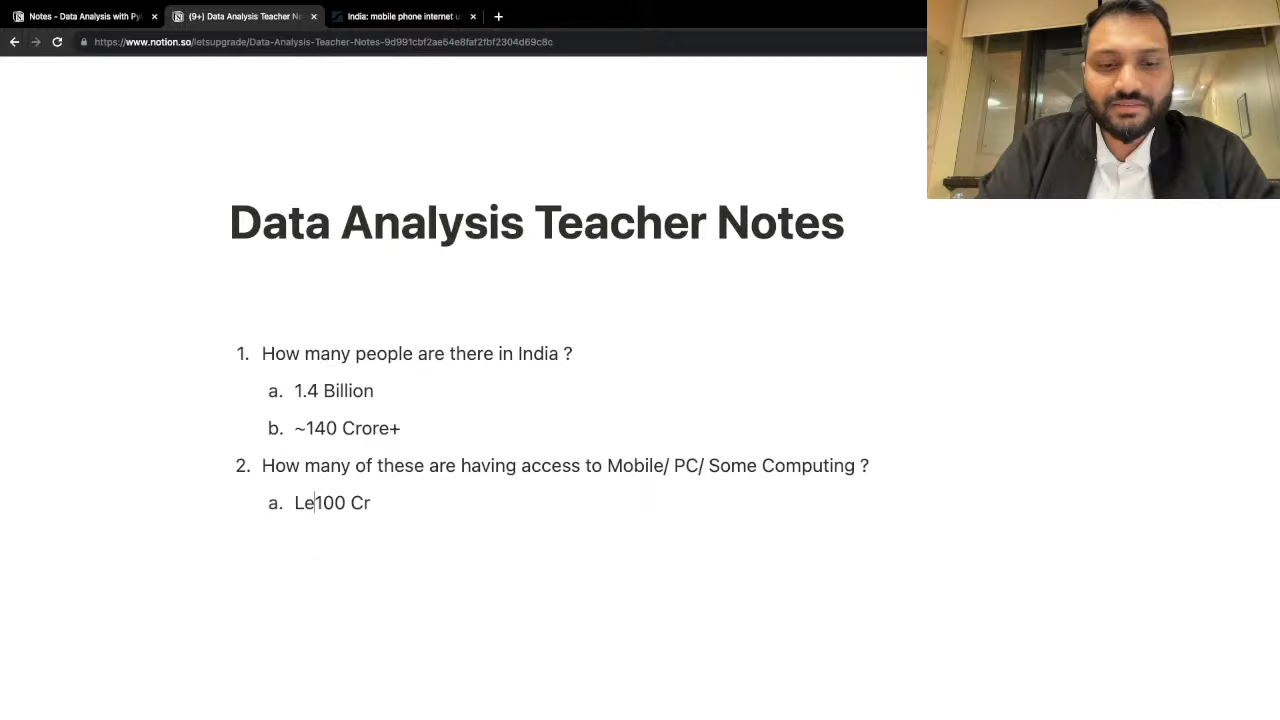 Notes - Data Analysis with Py
(9+) Data Analysis Teacher N
India: mobile phone internet u
https://www.notion.so/letsupgrade/Data-Analysis-Teacher-Notes-9d991cbf2ae54e8faf2fbf2304d69c8c
Data Analysis Teacher Notes
1. How many people are there in India ?
a. 1.4 Billion
b. ~140 Crore+
2. How many of these are having access to Mobile/ PC/ Some Computing ?
a. Le100 Cr